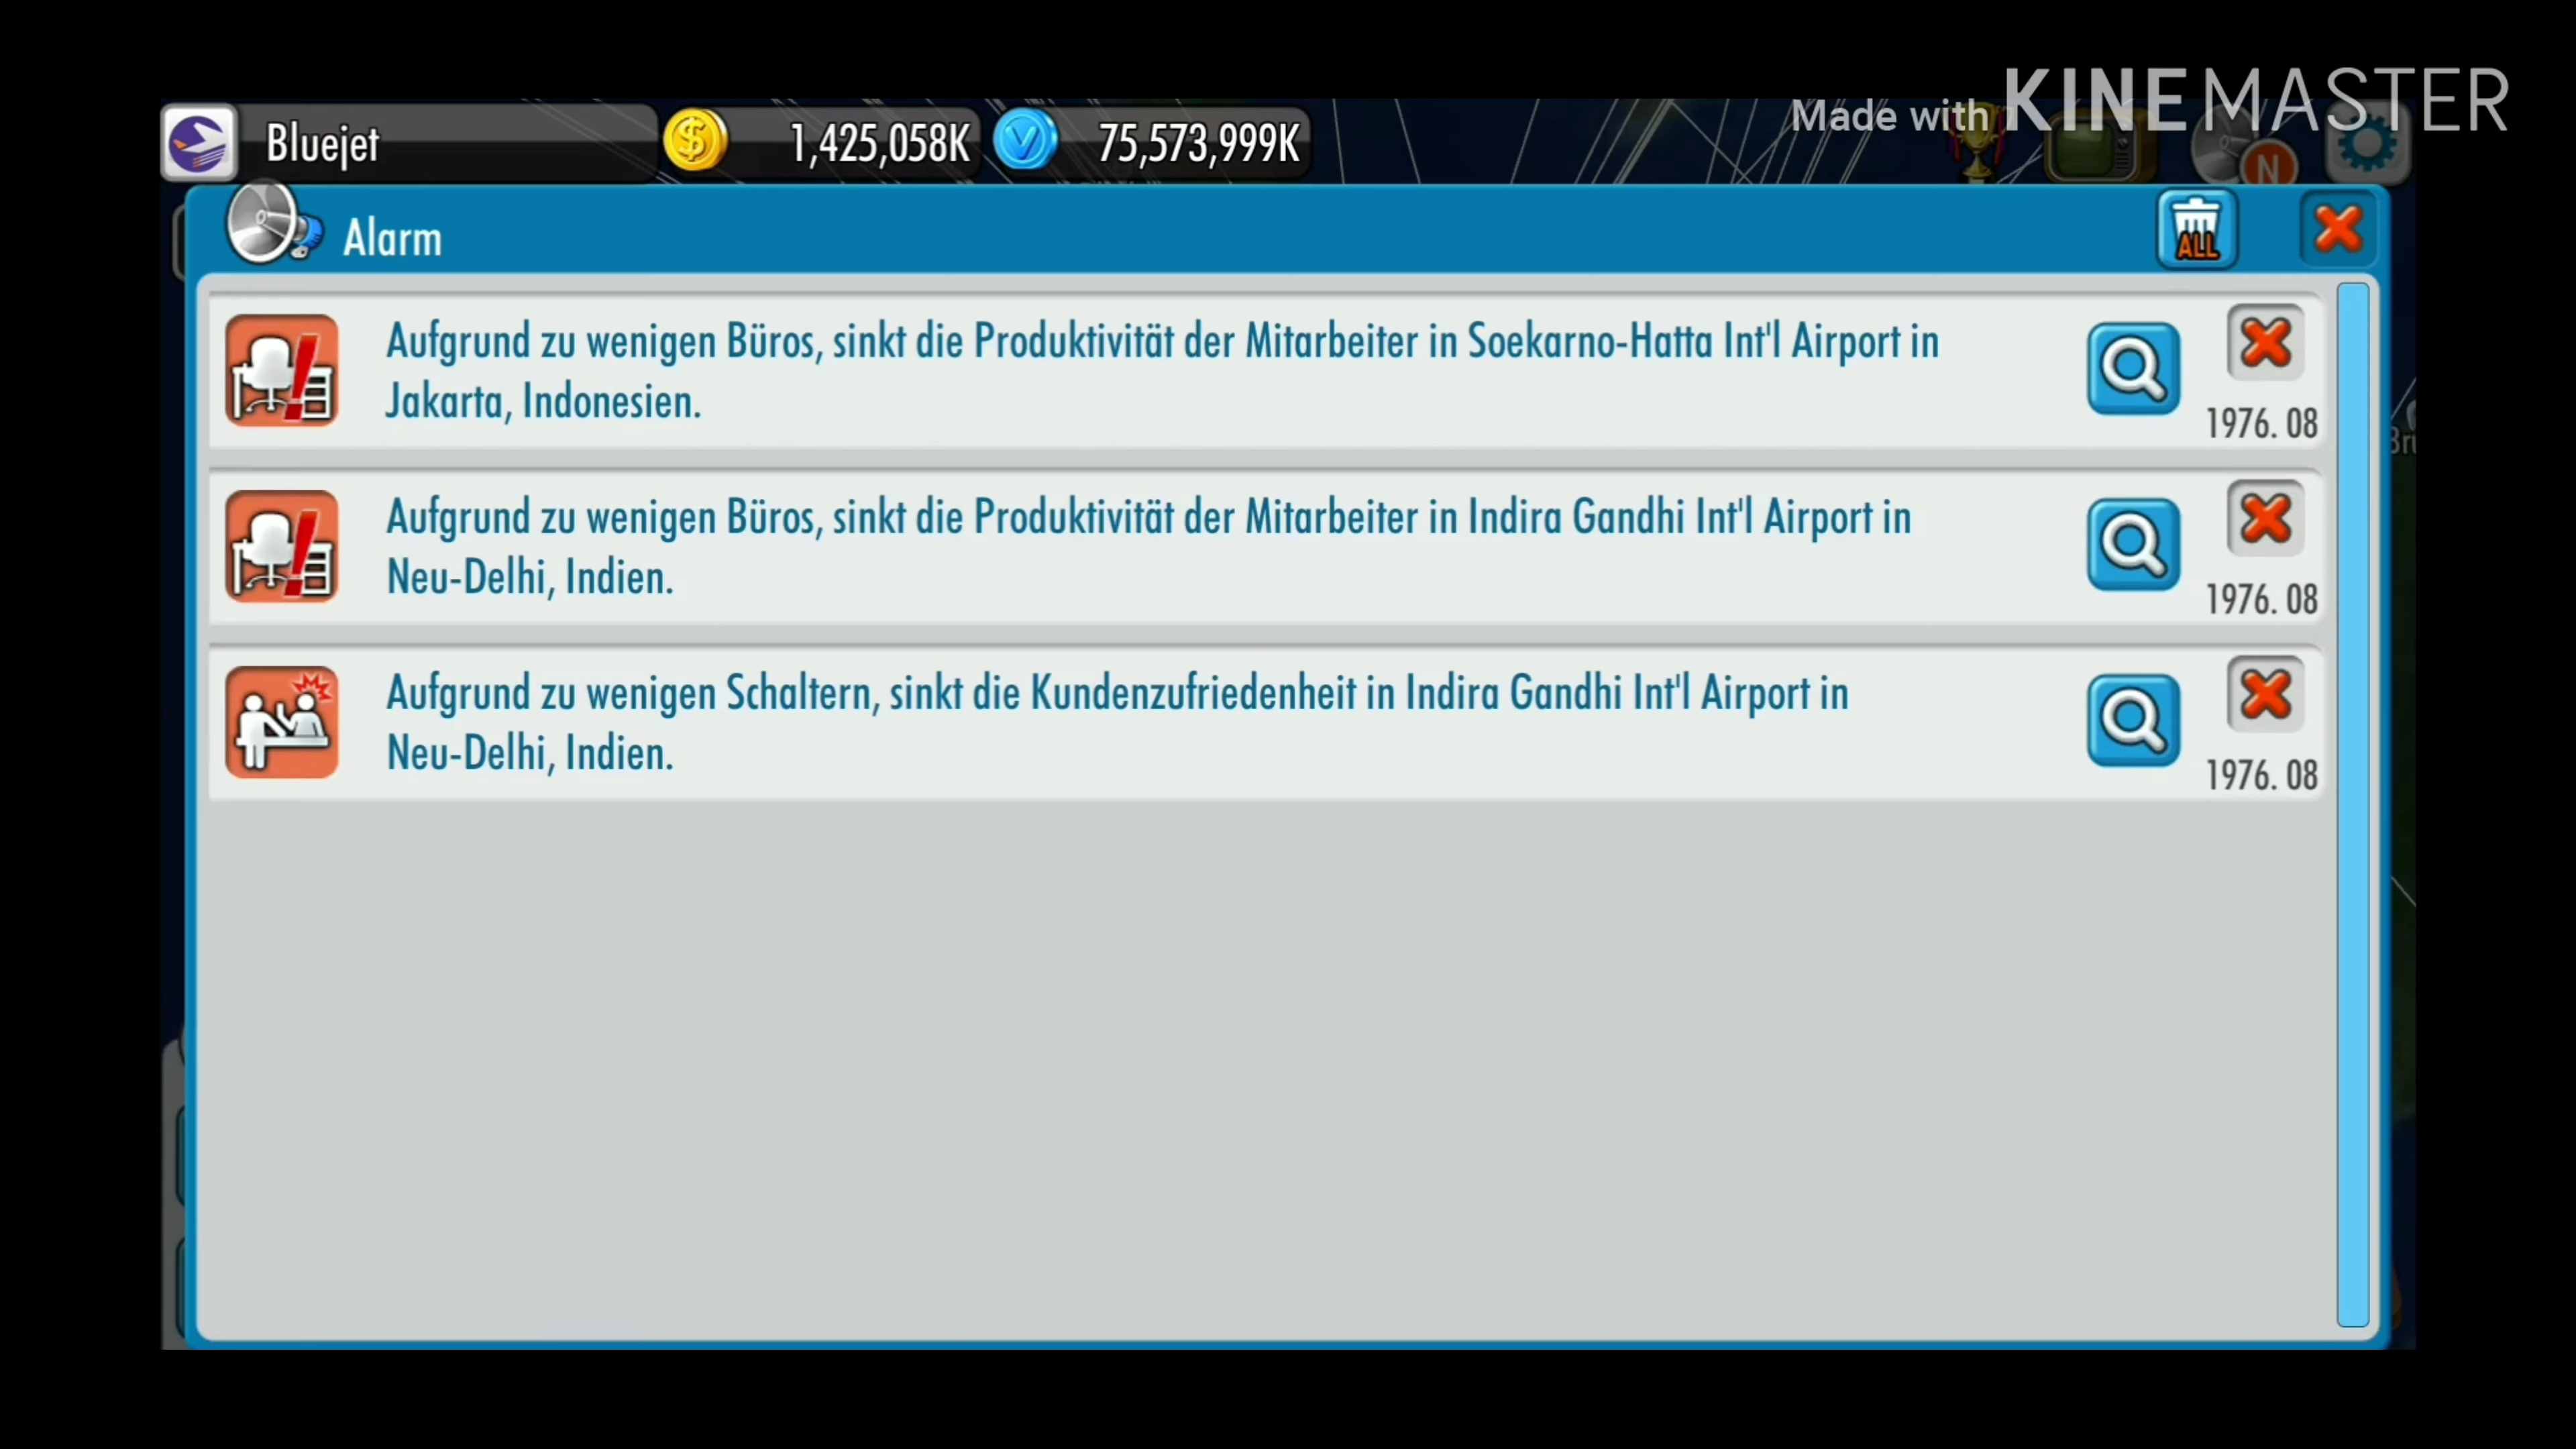 Made with KINEMASTER
Bluejet 1,425,058K 75,573,999K
N
Alarm
ALL
Aufgrund zu wenigen Büros, sinkt die Produktivität der Mitarbeiter in Soekarno-Hatta Int'l Airport in
Jakarta, Indonesien.
1976. 08
Aufgrund zu wenigen Büros, sinkt die Produktivität der Mitarbeiter in Indira Gandhi Int'l Airport in
Neu-Delhi, Indien.
1976. 08
Aufgrund zu wenigen Schaltern, sinkt die Kundenzufriedenheit in Indira Gandhi Int'l Airport in
Neu-Delhi, Indien.
1976. 08